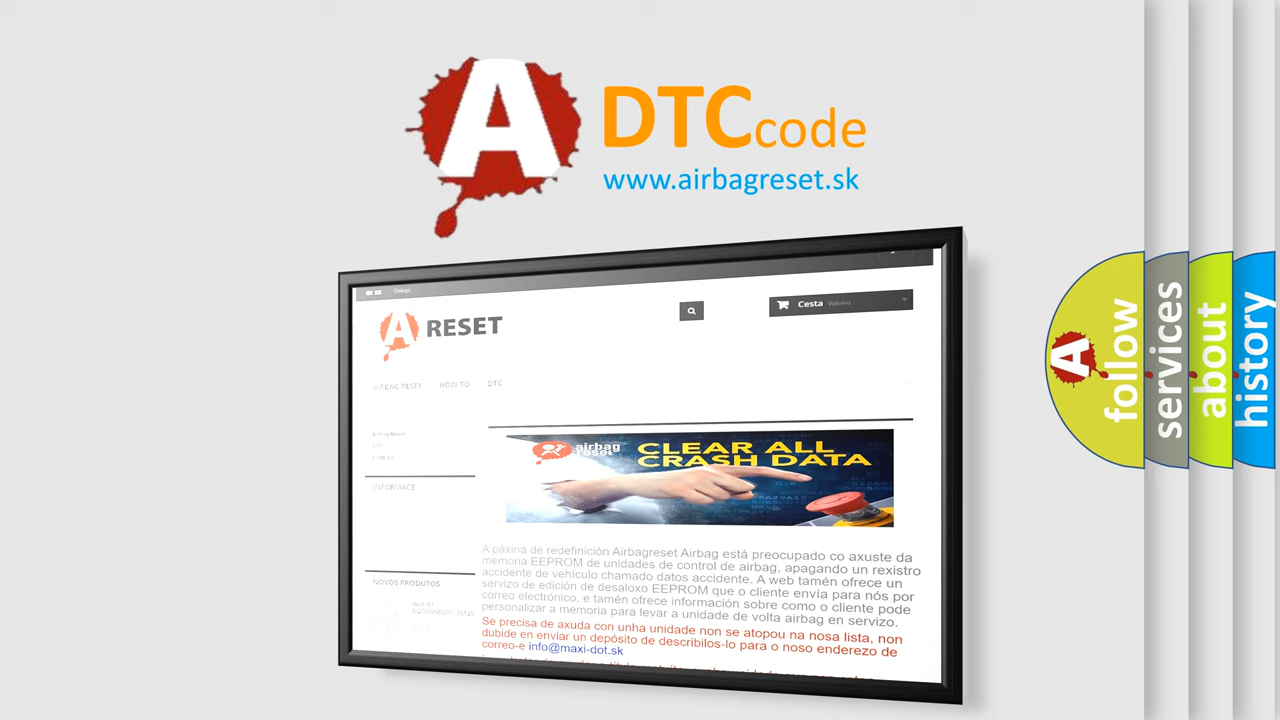 A
DTCcode
www.airbagreset.sk
Galego
A RESET
Cesta Valeiro
AIRBAG RESET HOW TO DTC
INFORMACE
NOVOS PRODUTOS
airbag
reset
CLEAR ALL
CRASH DATA
A páxina de redefinición Airbagreset Airbag está preocupado co axuste da
memoria EEPROM de unidades de control de airbag, apagando un rexistro
accidente de vehículo chamado datos accidente. A web tamén ofrece un
servizo de edición de desaloxo EEPROM que o cliente envía para nós por
correo electrónico, e tamén ofrece información sobre como o cliente pode
personalizar a memoria para levar a unidade de volta airbag en servizo.
Se precisa de axuda con unha unidade non se atopou na nosa lista, non
dubide en enviar un depósito de describilos-lo para o noso enderezo de
correo-e info@maxi-dot.sk
A
follow
services
about
history